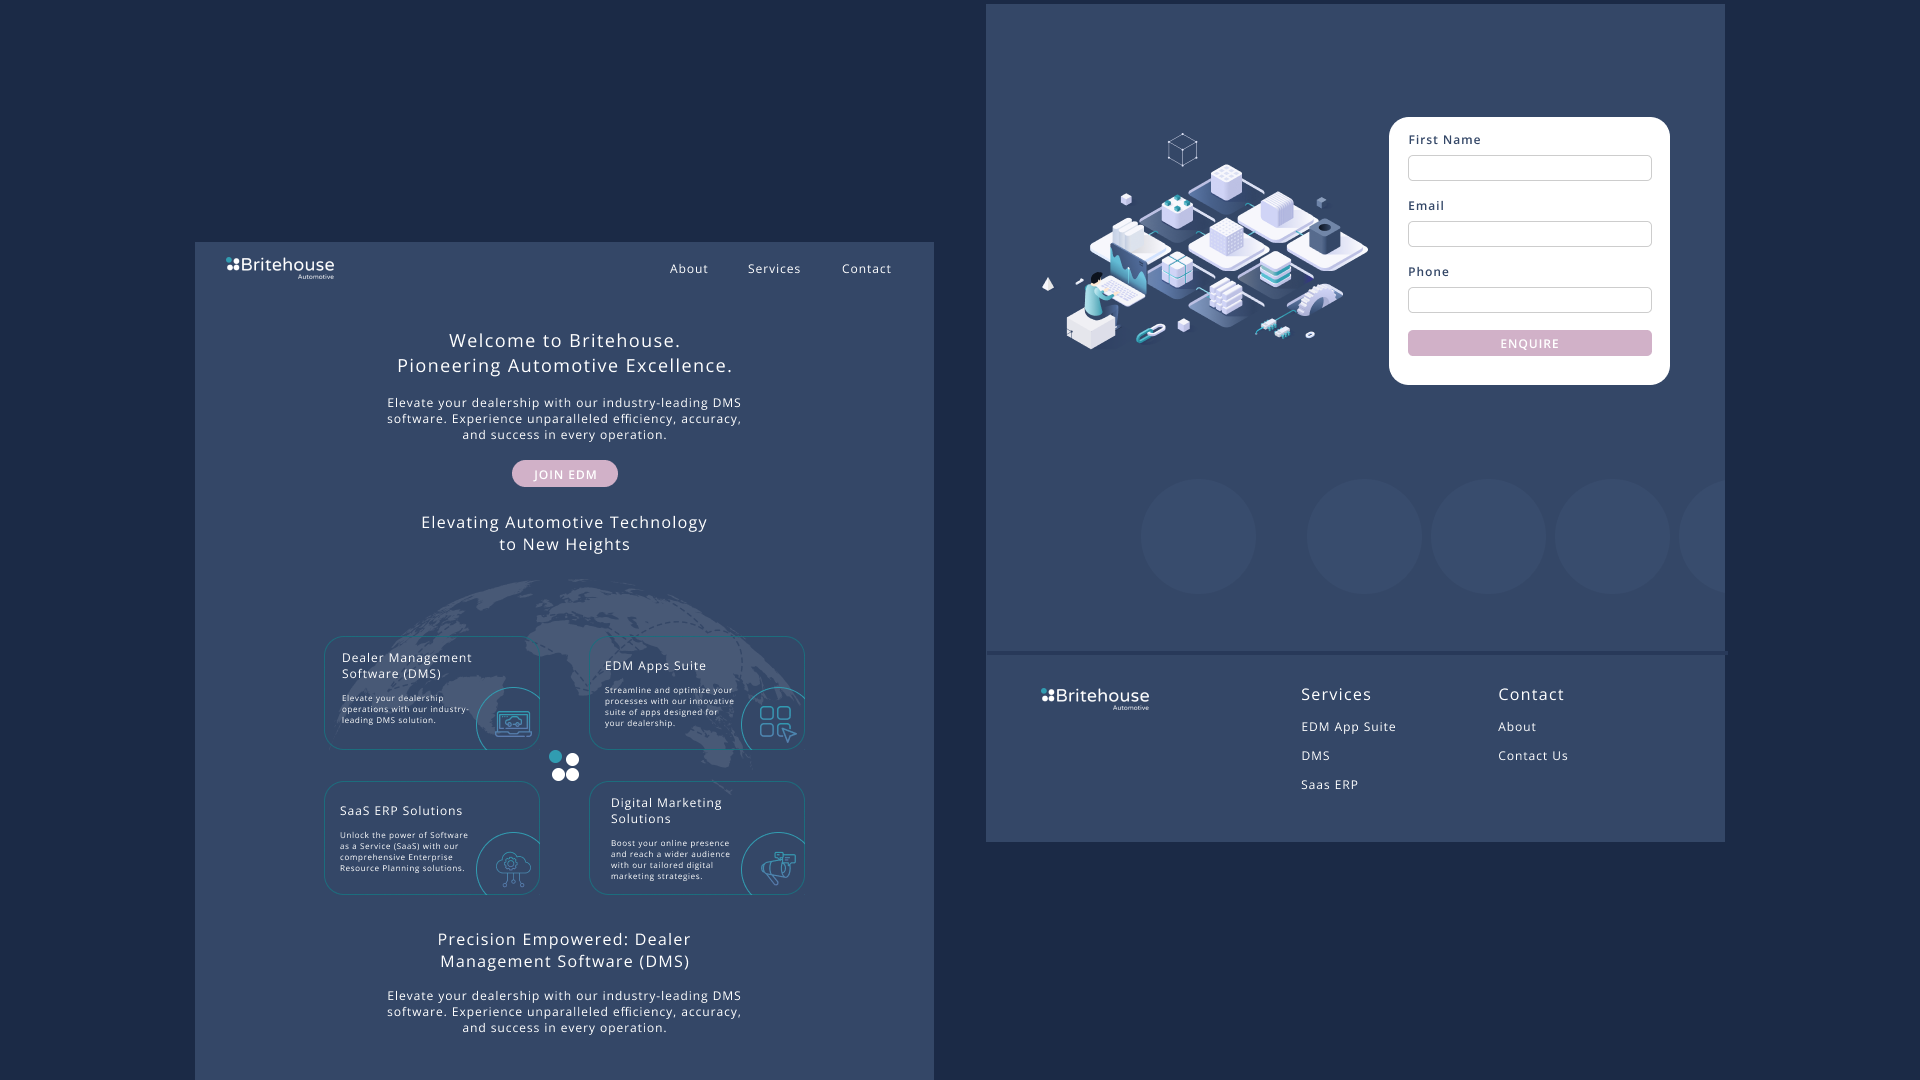 Britehouse
Automotive
About
Services
Contact
Welcome to Britehouse.
Pioneering Automotive Excellence.
Elevate your dealership with our industry-leading DMS
software. Experience unparalleled efficiency, accuracy,
and success in every operation.
JOIN EDM
Elevating Automotive Technology
to New Heights
Dealer Management
Software (DMS)
Elevate your dealership
operations with our industry-
leading DMS solution.
EDM Apps Suite
Streamline and optimize your
processes with our innovative
suite of apps designed for
your dealership.
SaaS ERP Solutions
Unlock the power of Software
as a Service (SaaS) with our
comprehensive Enterprise
Resource Planning solutions.
Digital Marketing
Solutions
Boost your online presence
and reach a wider audience
with our tailored digital
marketing strategies.
Precision Empowered: Dealer
Management Software (DMS)
Elevate your dealership with our industry-leading DMS
software. Experience unparalleled efficiency, accuracy,
and success in every operation.
First Name
Email
Phone
ENQUIRE
Britehouse
Automotive
Services
EDM App Suite
DMS
Saas ERP
Contact
About
Contact Us